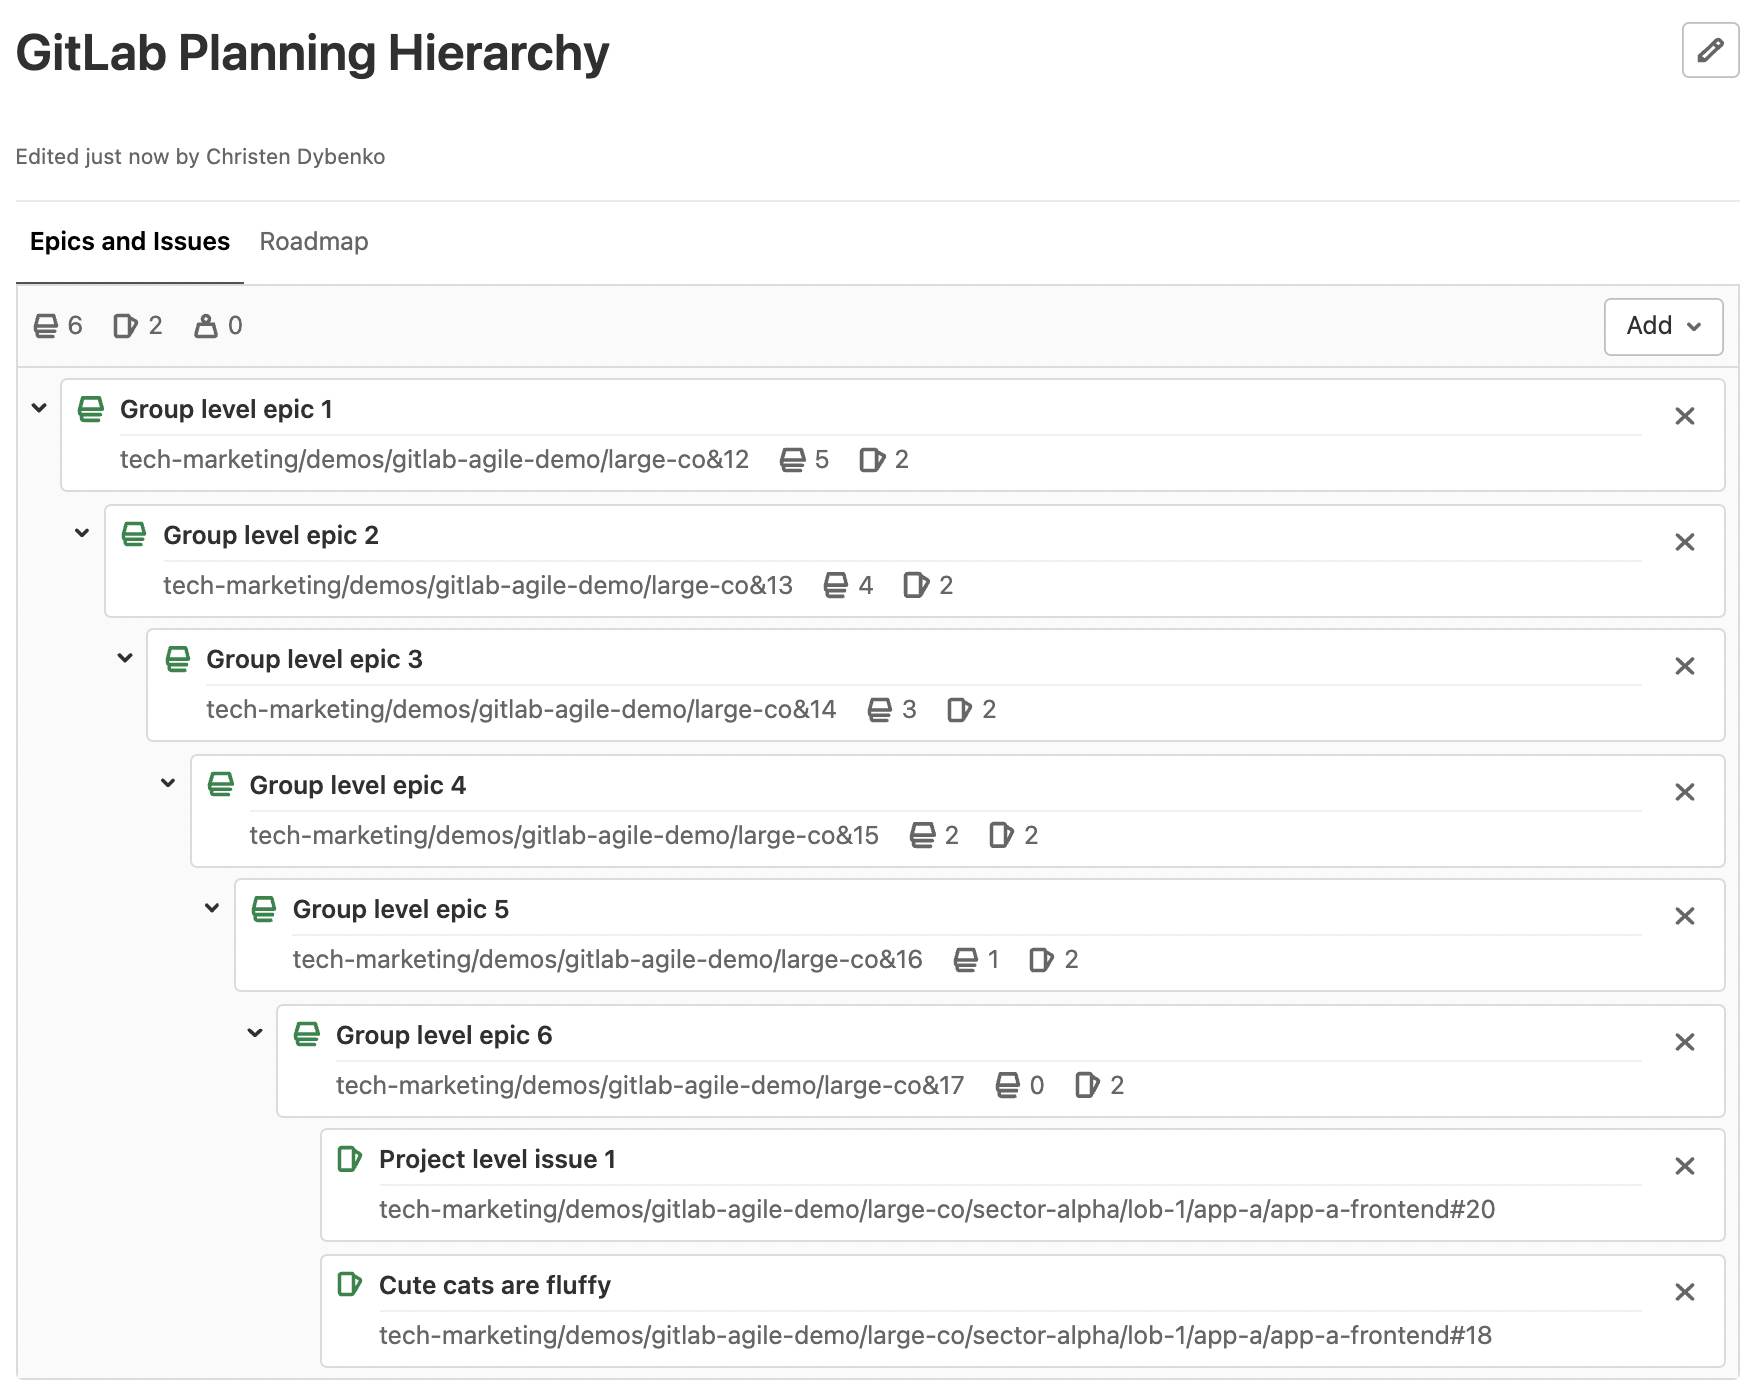 GitLab Planning Hierarchy
Edited just now by Christen Dybenko
Epics and Issues Roadmap
6 2 0 Add
Group level epic 1
tech-marketing/demos/gitlab-agile-demo/large-co&12 5 2
Group level epic 2
tech-marketing/demos/gitlab-agile-demo/large-co&13 4 2
Group level epic 3
tech-marketing/demos/gitlab-agile-demo/large-co&14 3 2
Group level epic 4
tech-marketing/demos/gitlab-agile-demo/large-co&15 2 2
Group level epic 5
tech-marketing/demos/gitlab-agile-demo/large-co&16 1 2
Group level epic 6
tech-marketing/demos/gitlab-agile-demo/large-co&17 0 2
Project level issue 1
tech-marketing/demos/gitlab-agile-demo/large-co/sector-alpha/lob-1/app-a/app-a-frontend#20
Cute cats are fluffy
tech-marketing/demos/gitlab-agile-demo/large-co/sector-alpha/lob-1/app-a/app-a-frontend#18